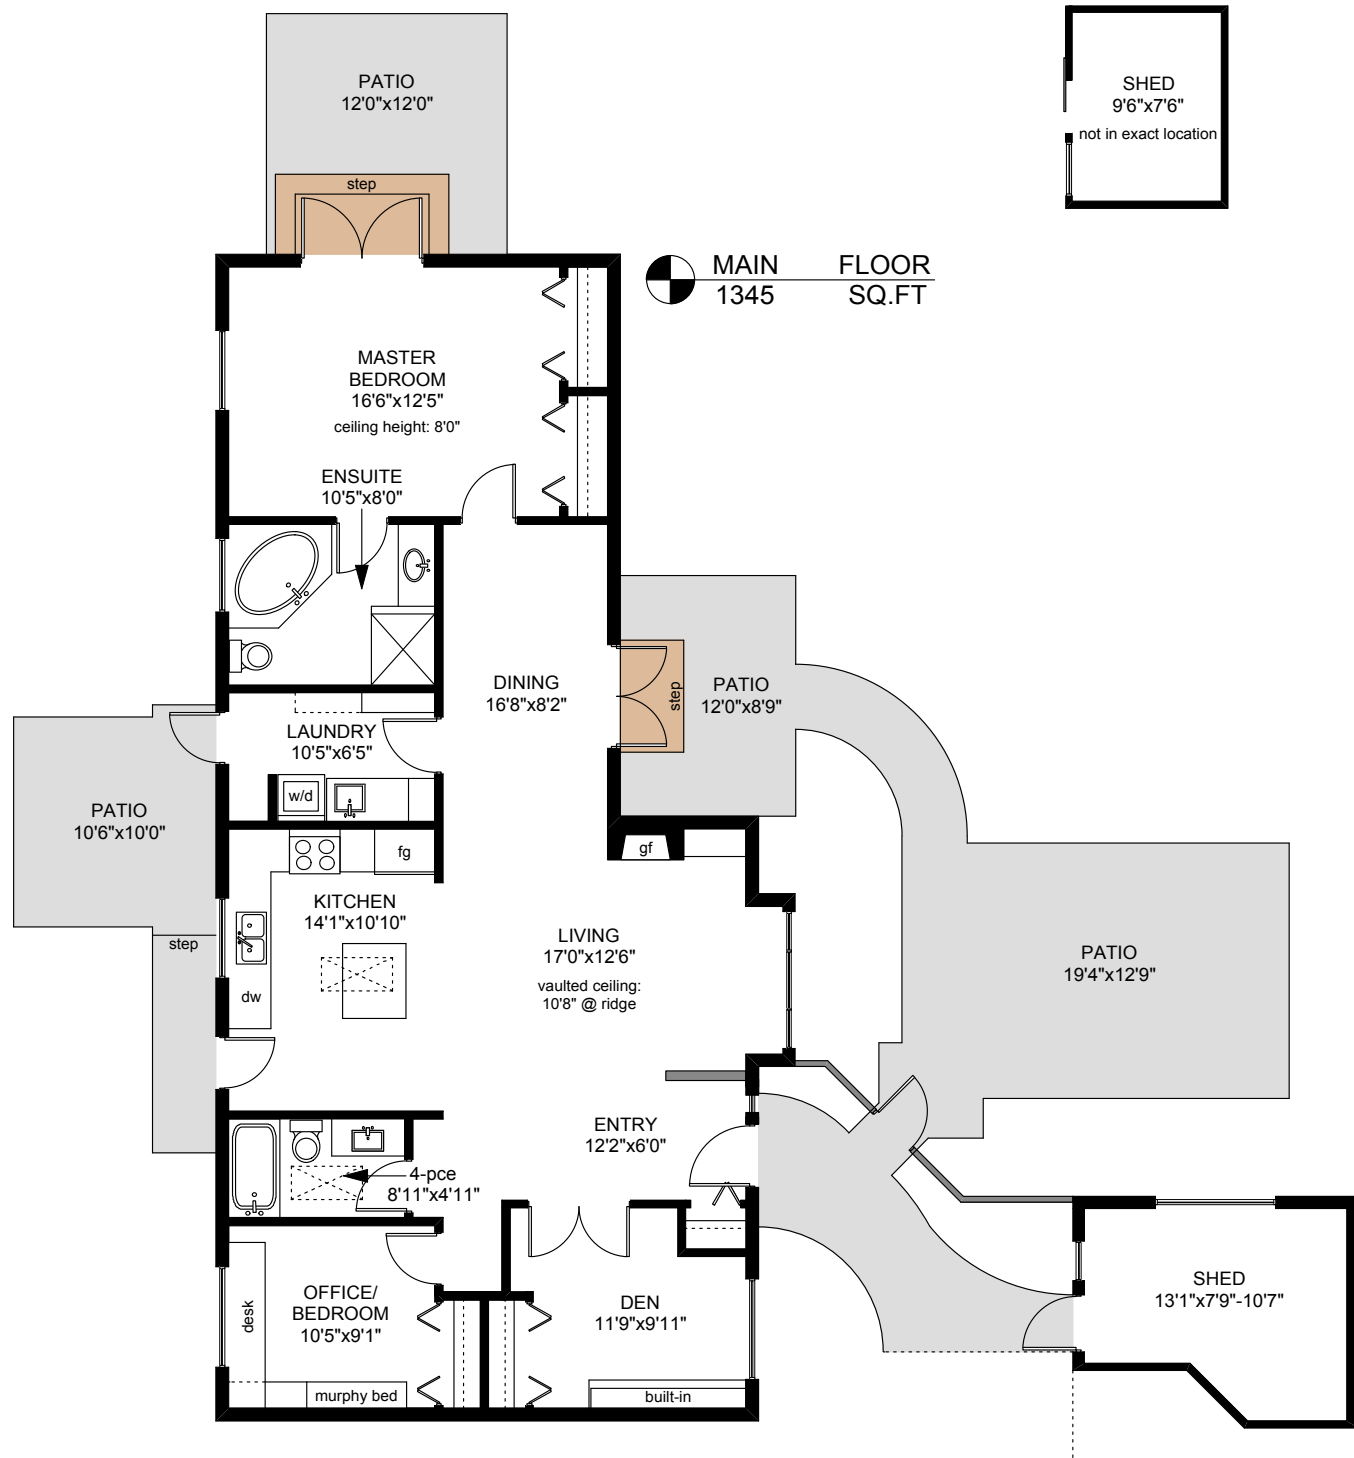 PATIO
12'0"x12'0"
step
SHED
9'6"x7'6"
not in exact location
MAIN FLOOR
1345 SQ.FT
MASTER
BEDROOM
16'6"x12'5"
ceiling height: 8'0"
ENSUITE
10'5"x8'0"
DINING
16'8"x8'2"
step
PATIO
12'0"x8'9"
LAUNDRY
10'5"x6'5"
w/d
PATIO
10'6"x10'0"
step
fg
gf
KITCHEN
14'1"x10'10"
dw
LIVING
17'0"x12'6"
vaulted ceiling:
10'8" @ ridge
PATIO
19'4"x12'9"
ENTRY
12'2"x6'0"
4-pce
8'11"x4'11"
OFFICE/
BEDROOM
10'5"x9'1"
desk
murphy bed
DEN
11'9"x9'11"
built-in
SHED
13'1"x7'9"-10'7"